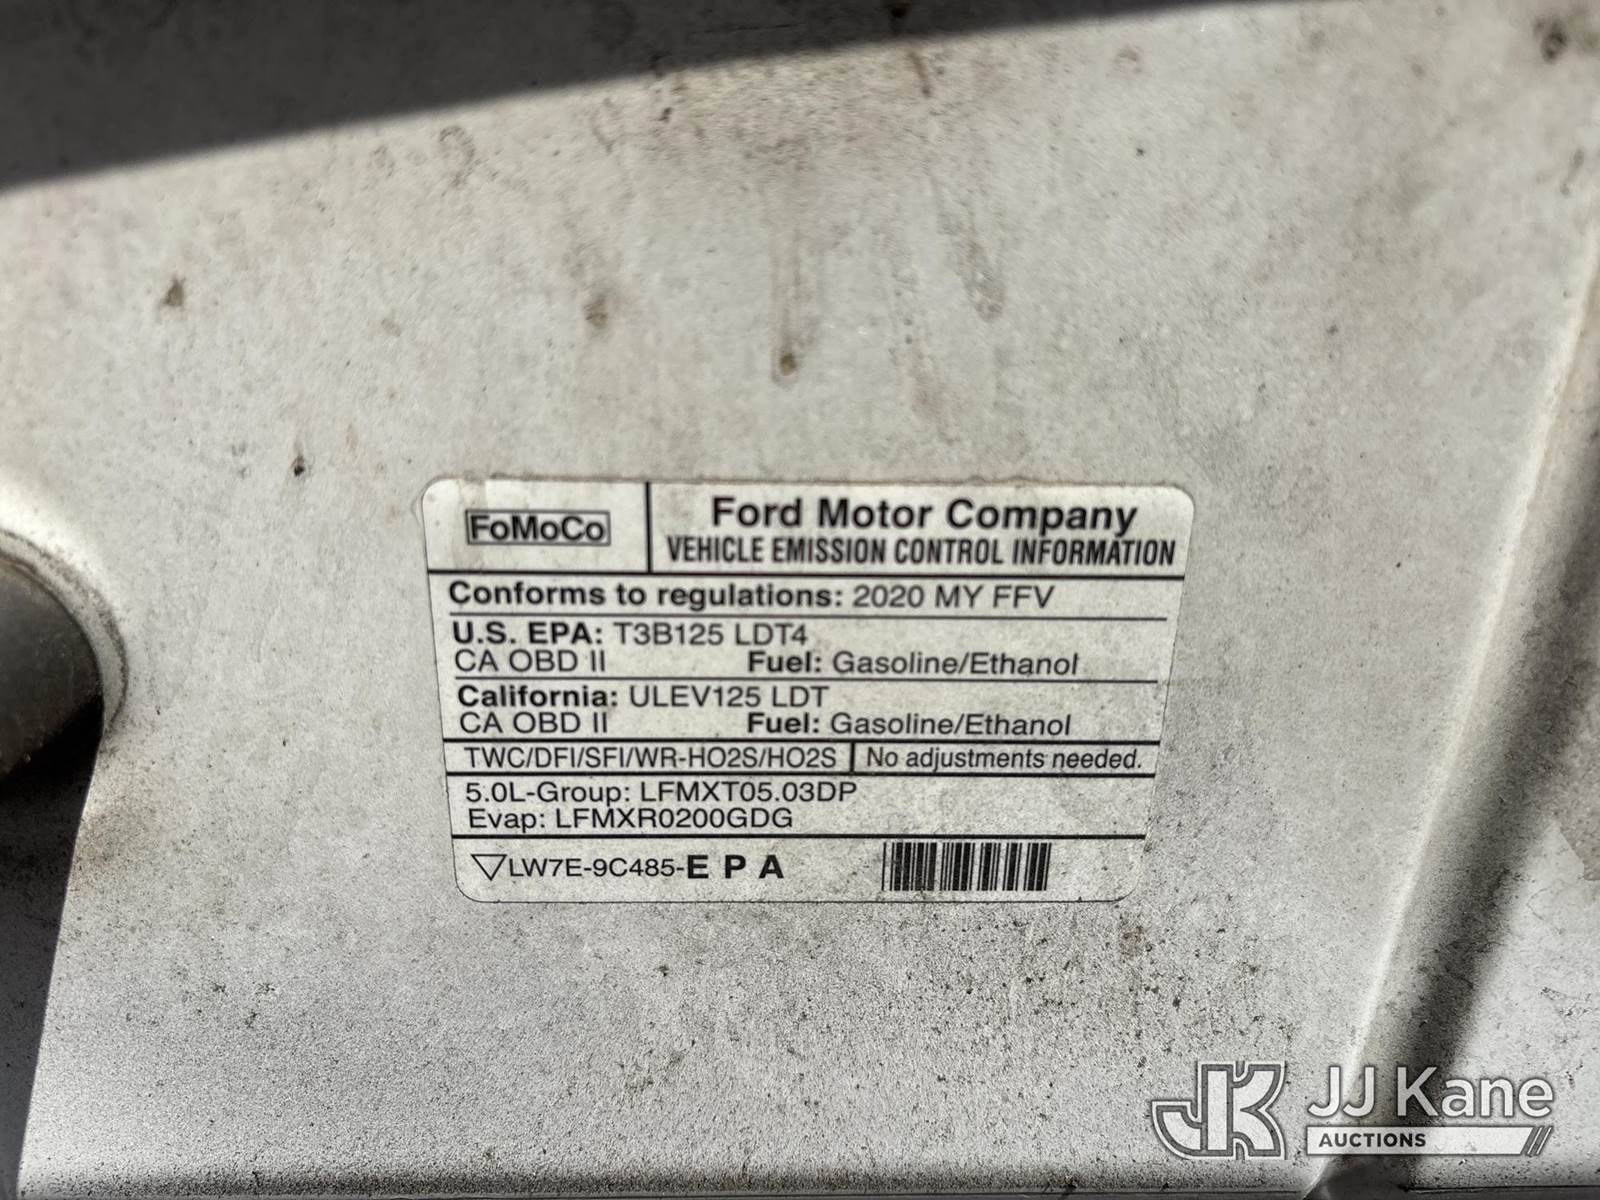 FoMoCo
Ford Motor Company
VEHICLE EMISSION CONTROL INFORMATION
Conforms to regulations: 2020 MY FFV
U.S. EPA: T3B125 LDT4
CA OBD II Fuel: Gasoline/Ethanol
California: ULEV125 LDT
CA OBD II Fuel: Gasoline/Ethanol
TWC/DFI/SFI/WR-HO2S/HO2S No adjustments needed.
5.0L-Group: LFMXT05.03DP
Evap: LFMXR0200GDG
LW7E-9C485-E P A
JK JJ Kane
AUCTIONS